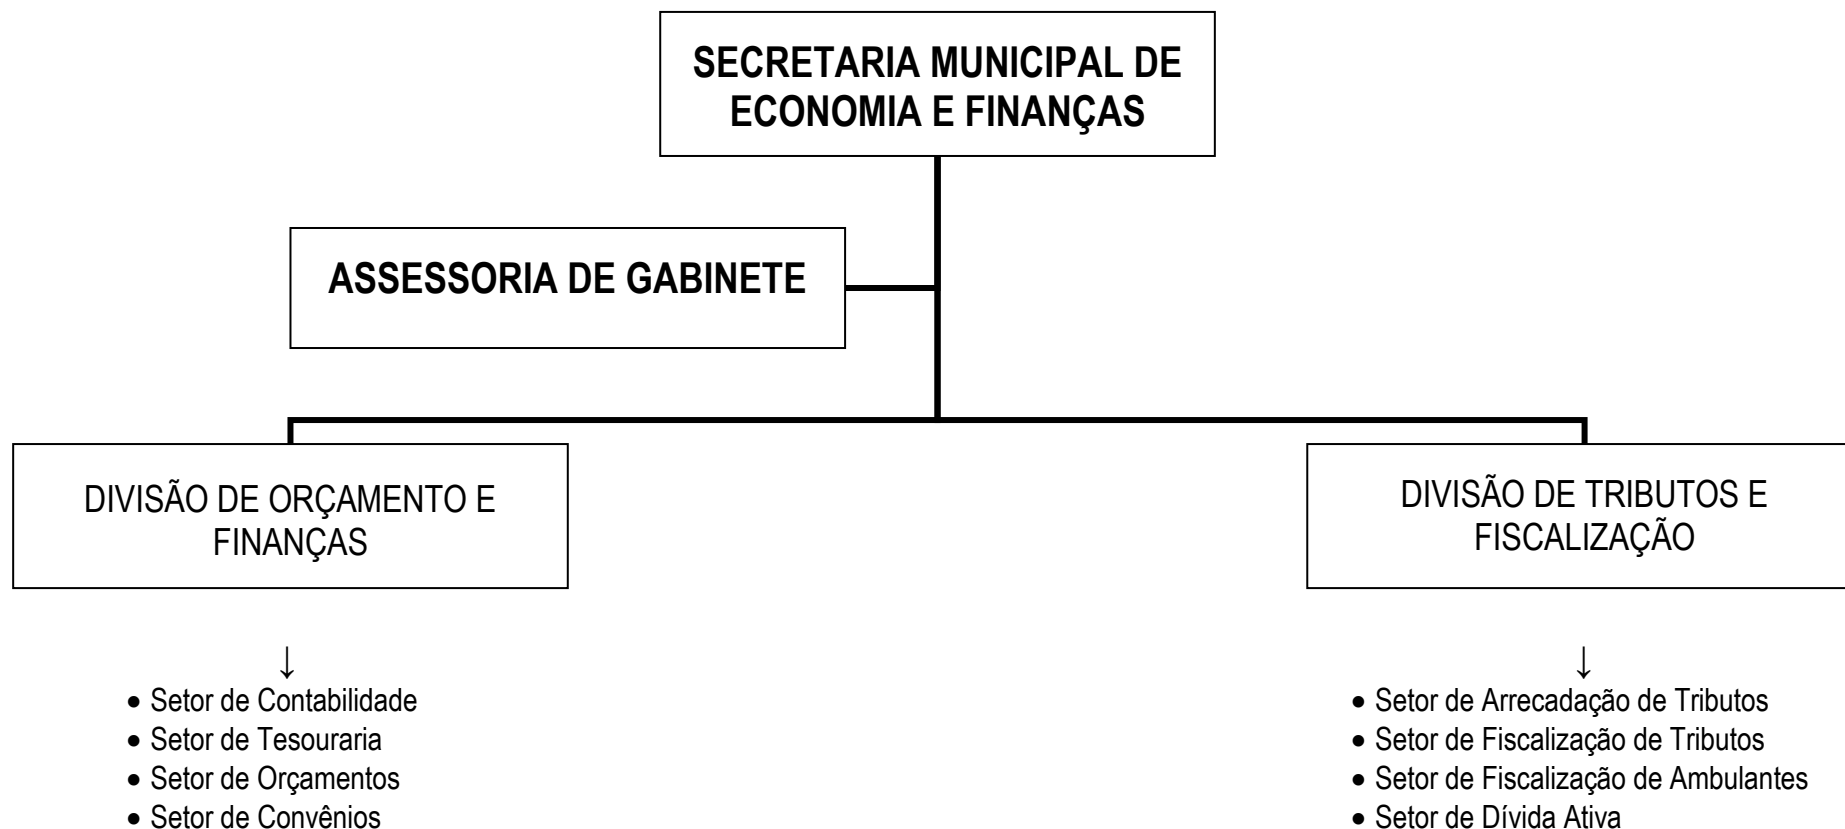 SECRETARIA MUNICIPAL DE
ECONOMIA E FINANÇAS
ASSESSORIA DE GABINETE
DIVISÃO DE ORÇAMENTO E
FINANÇAS
DIVISÃO DE TRIBUTOS E
FISCALIZAÇÃO
↓
• Setor de Contabilidade
• Setor de Tesouraria
• Setor de Orçamentos
• Setor de Convênios
↓
• Setor de Arrecadação de Tributos
• Setor de Fiscalização de Tributos
• Setor de Fiscalização de Ambulantes
• Setor de Dívida Ativa